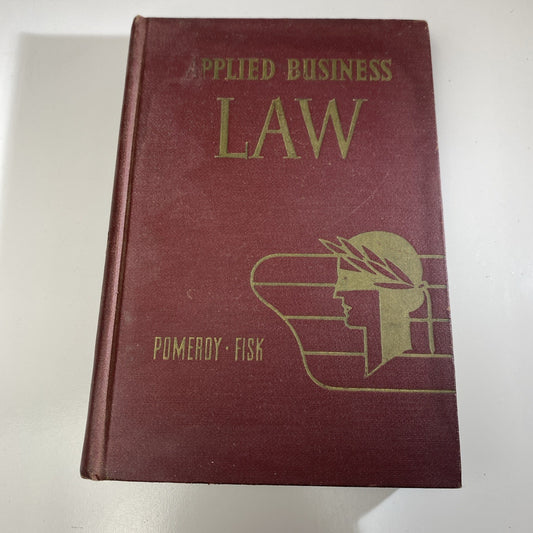 APPLIED BUSINESS
LAW
POMEROY · FISK